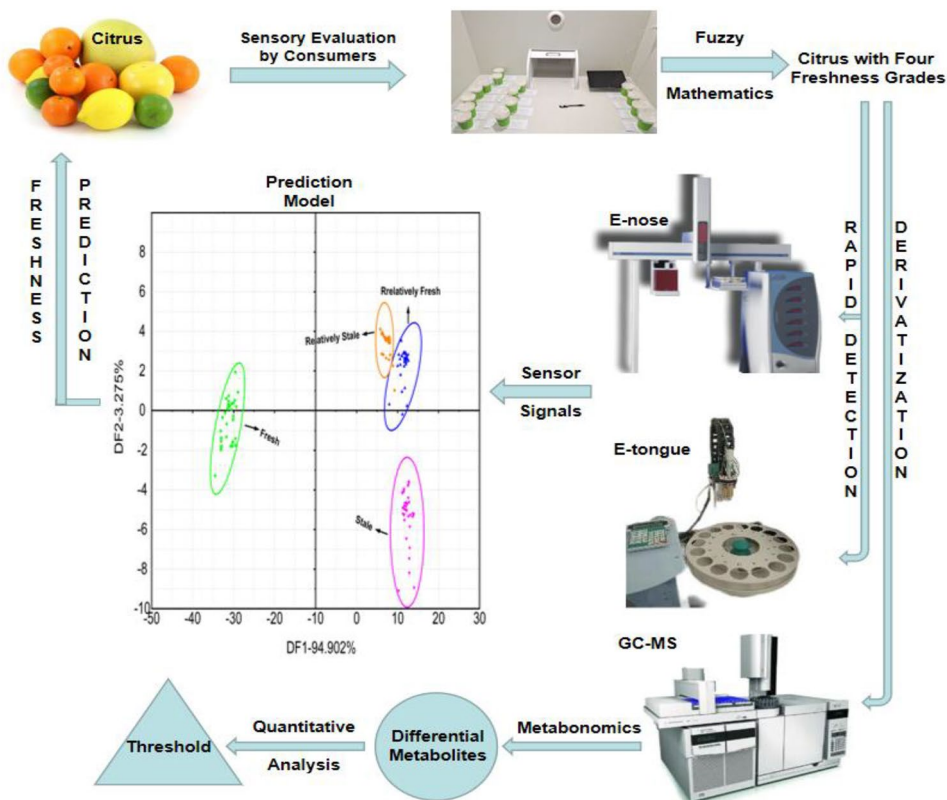 Citrus
Sensory Evaluation
by Consumers
Fuzzy
Mathematics
Citrus with Four
Freshness Grades
FRESHNESS
PREDICTION
Prediction
Model
8
6
4
2
0
-2
-4
-6
-8
-10
DF2-3.275%
Rrelatively Fresh
Relatively Stale
Fresh
Stale
-50
-40
-30
-20
-10
0
10
20
30
DF1-94.902%
Sensor
Signals
E-nose
E-tongue
RAPID DETECTION
DERIVATIZATION
GC-MS
Metabonomics
Differential
Metabolites
Quantitative
Analysis
Threshold